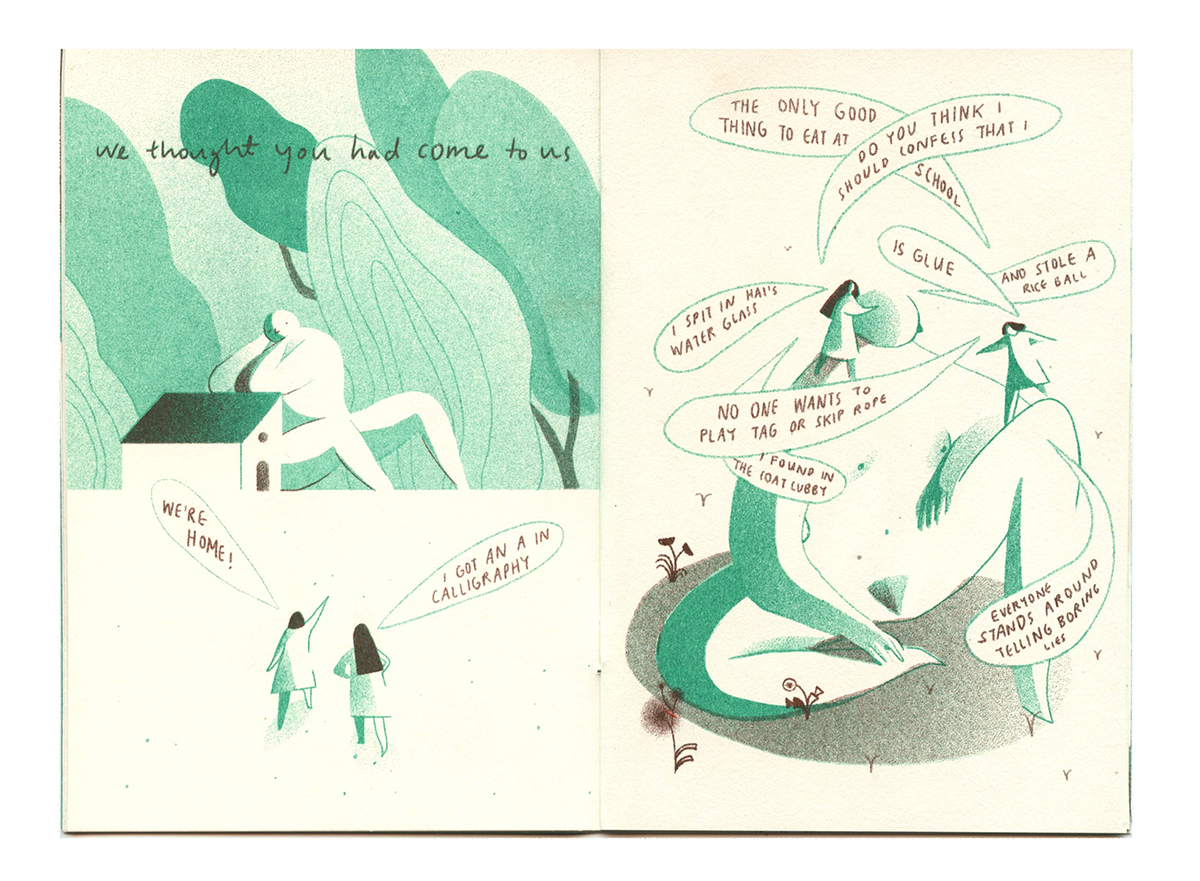 we thought you had come to us
WE'RE
HOME!
I GOT AN A IN
CALLIGRAPHY
THE ONLY GOOD
THING TO EAT AT
SCHOOL
IS GLUE
DO YOU THINK I
SHOULD CONFESS THAT I
AND STOLE A
RICE BALL
I SPIT IN HAI'S
WATER GLASS
NO ONE WANTS TO
PLAY TAG OR SKIP ROPE
I FOUND IN
THE COAT CUBBY
EVERYONE
STANDS AROUND
TELLING BORING
LIES